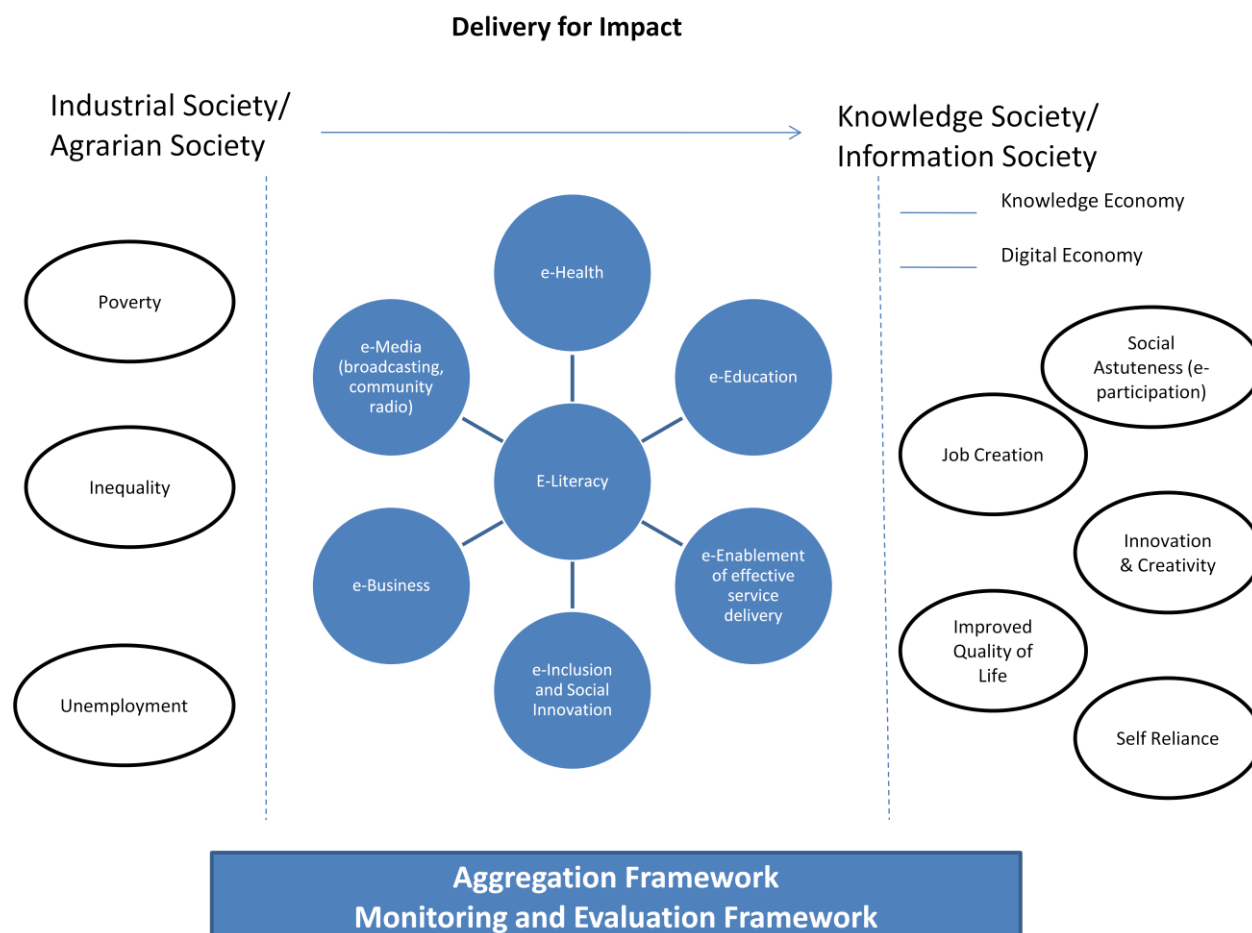 Delivery for Impact
Industrial Society/
Agrarian Society
Knowledge Society/
Information Society
Knowledge Economy
Digital Economy
Poverty
Inequality
Unemployment
e-Health
e-Media
(broadcasting,
community
radio)
e-Education
E-Literacy
e-Business
e-Enablement
of effective
service
delivery
e-Inclusion
and Social
Innovation
Social
Astuteness (e-
participation)
Job Creation
Innovation
& Creativity
Improved
Quality of
Life
Self Reliance
Aggregation Framework
Monitoring and Evaluation Framework